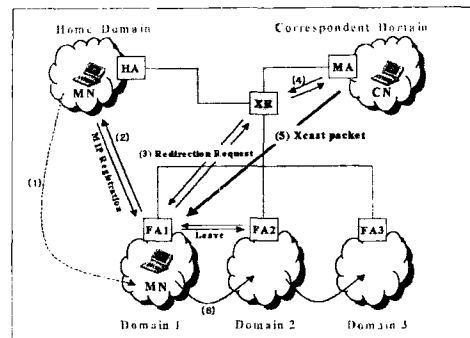 Home Domain
Correspondent Domain
HA
MN
MA
CN
(4)
XR
(5) Xcast packet
(2)
(3) Redirection Request
(1)
MIP Registration
FA1
Leave
FA2
FA3
MN
(6)
Domain 1
Domain 2
Domain 3